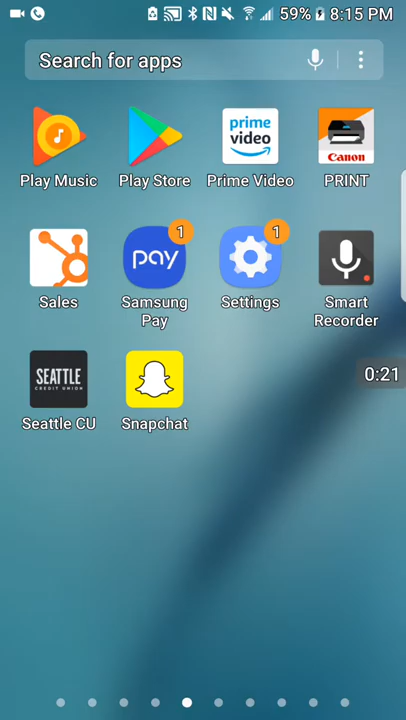 59% 8:15 PM
Search for apps
prime
video
Canon
Play Music Play Store Prime Video PRINT
1 1
pay
Sales Samsung Pay Settings Smart Recorder
0:21
SEATTLE
CREDIT UNION
Seattle CU Snapchat